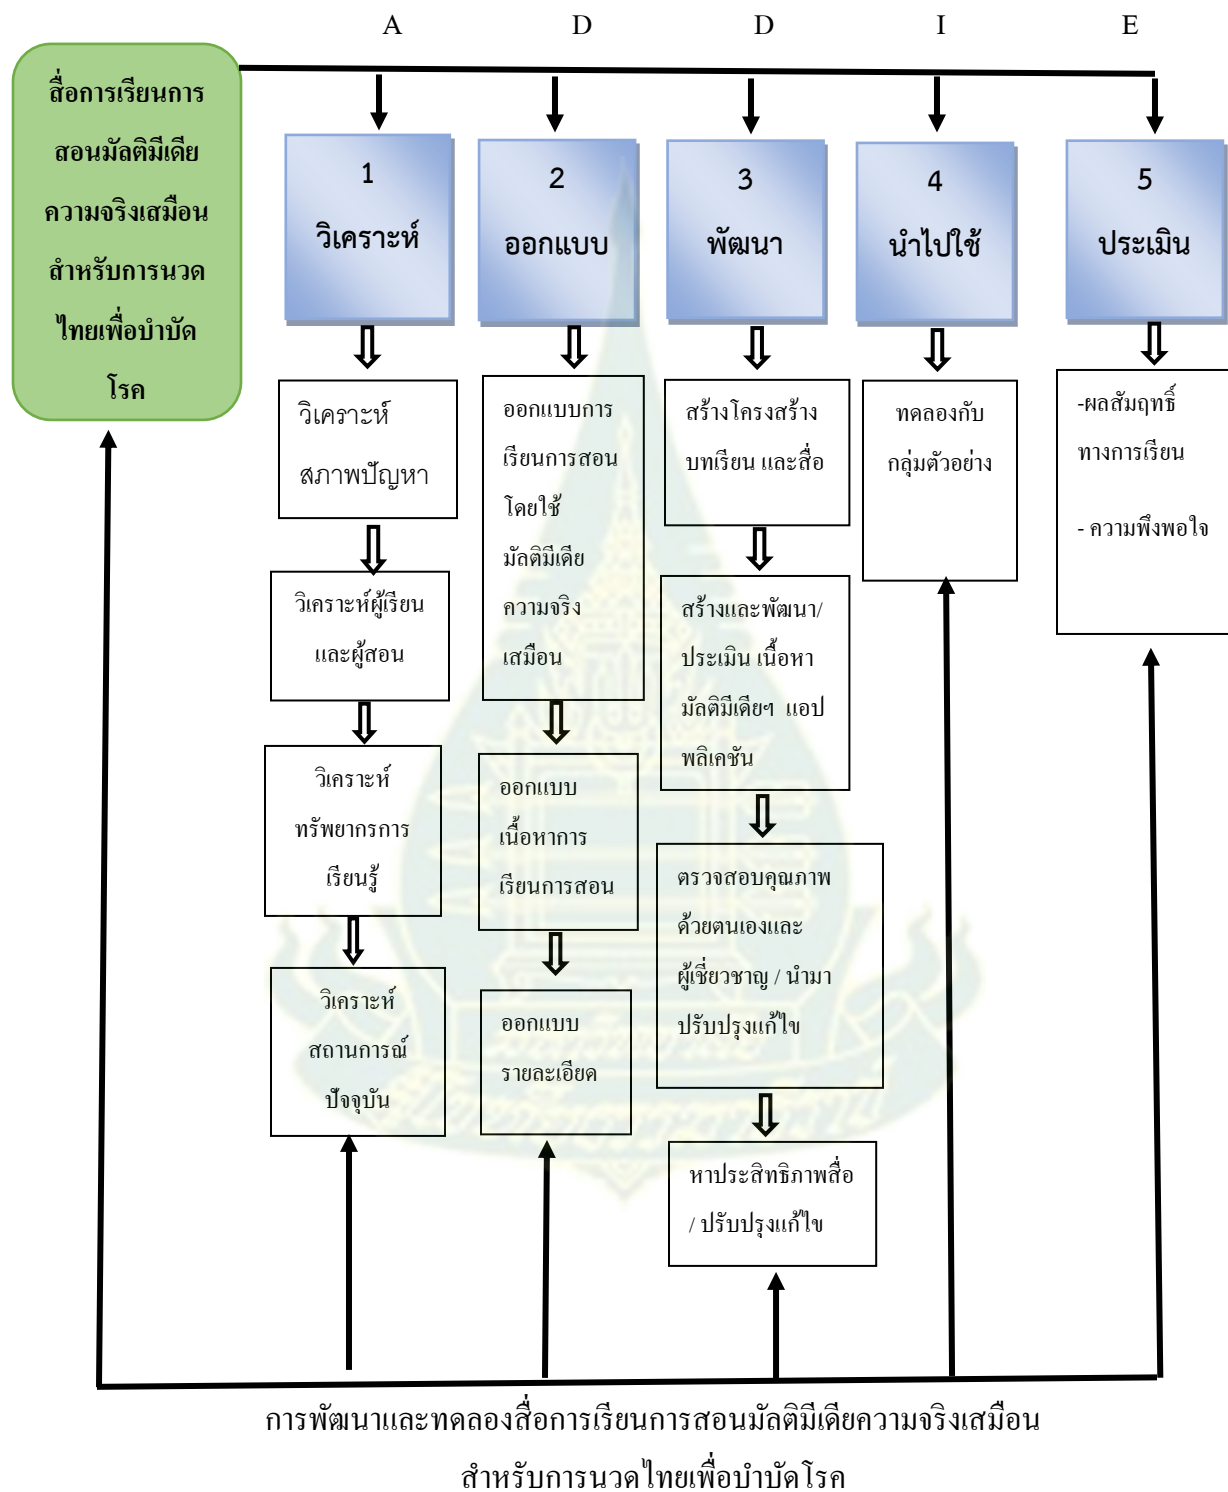 A D D I E
สื่อการเรียนการ
สอนมัลติมีเดีย
ความจริงเสมือน
สำหรับการนวด
ไทยเพื่อบำบัด
โรค
1
วิเคราะห์
2
ออกแบบ
3
พัฒนา
4
นำไปใช้
5
ประเมิน
วิเคราะห์
สภาพปัญหา
วิเคราะห์ผู้เรียน
และผู้สอน
วิเคราะห์
ทรัพยากรการ
เรียนรู้
วิเคราะห์
สถานการณ์
ปัจจุบัน
ออกแบบการ
เรียนการสอน
โดยใช้
มัลติมีเดีย
ความจริง
เสมือน
ออกแบบ
เนื้อหาการ
เรียนการสอน
ออกแบบ
รายละเอียด
สร้างโครงสร้าง
บทเรียน และสื่อ
สร้างและพัฒนา/
ประเมิน เนื้อหา
มัลติมีเดียฯ แอป
พลิเคชัน
ตรวจสอบคุณภาพ
ด้วยตนเองและ
ผู้เชี่ยวชาญ / นำมา
ปรับปรุงแก้ไข
หาประสิทธิภาพสื่อ
/ ปรับปรุงแก้ไข
ทดลองกับ
กลุ่มตัวอย่าง
-ผลสัมฤทธิ์
ทางการเรียน
- ความพึงพอใจ
การพัฒนาและทดลองสื่อการเรียนการสอนมัลติมีเดียความจริงเสมือน
สำหรับการนวดไทยเพื่อบำบัดโรค